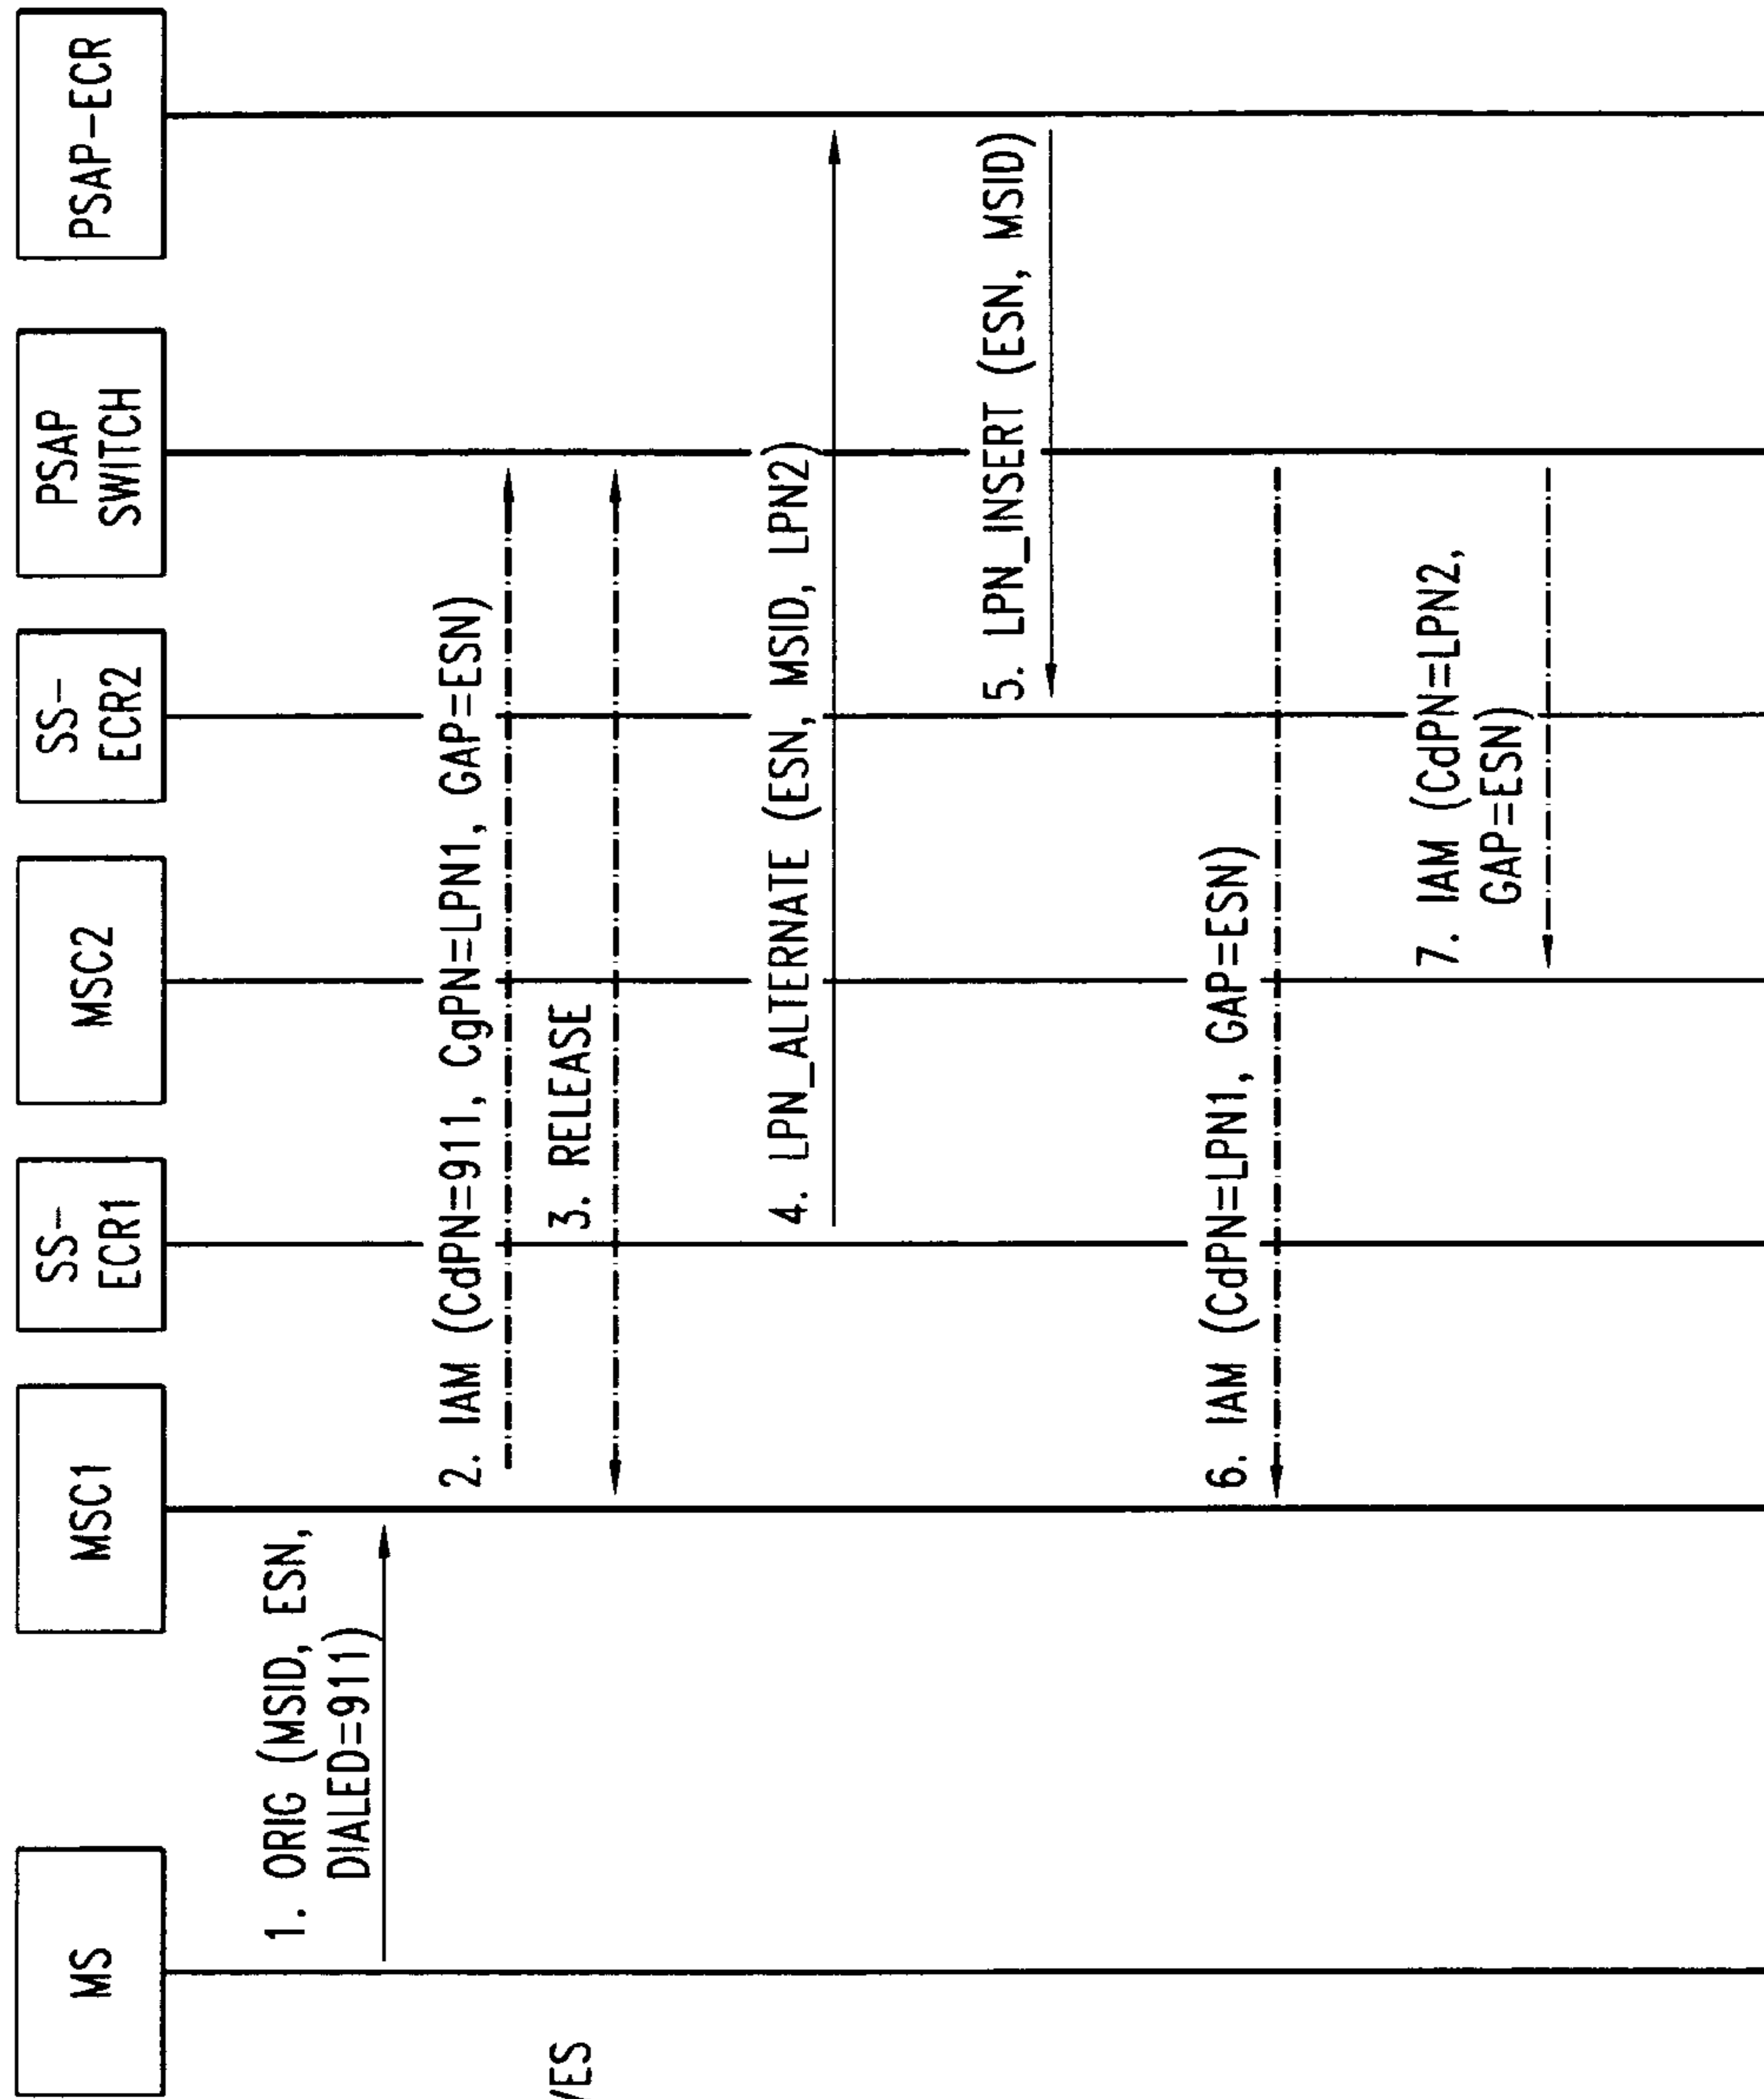 MS
MSC1
SS-
ECR1
MSC2
SS-
ECR2
PSAP
SWITCH
PSAP-ECR
1. ORIG (MSID, ESN,
DIALED=911)
2. IAM (CdPN=911, CgPN=LPN1, GAP=ESN)
3. RELEASE
4. LPN_ALTERNATE (ESN, MSID, LPN2)
5. LPN_INSERT (ESN, MSID)
6. IAM (CdPN=LPN1, GAP=ESN)
7. IAM (CdPN=LPN2,
GAP=ESN)